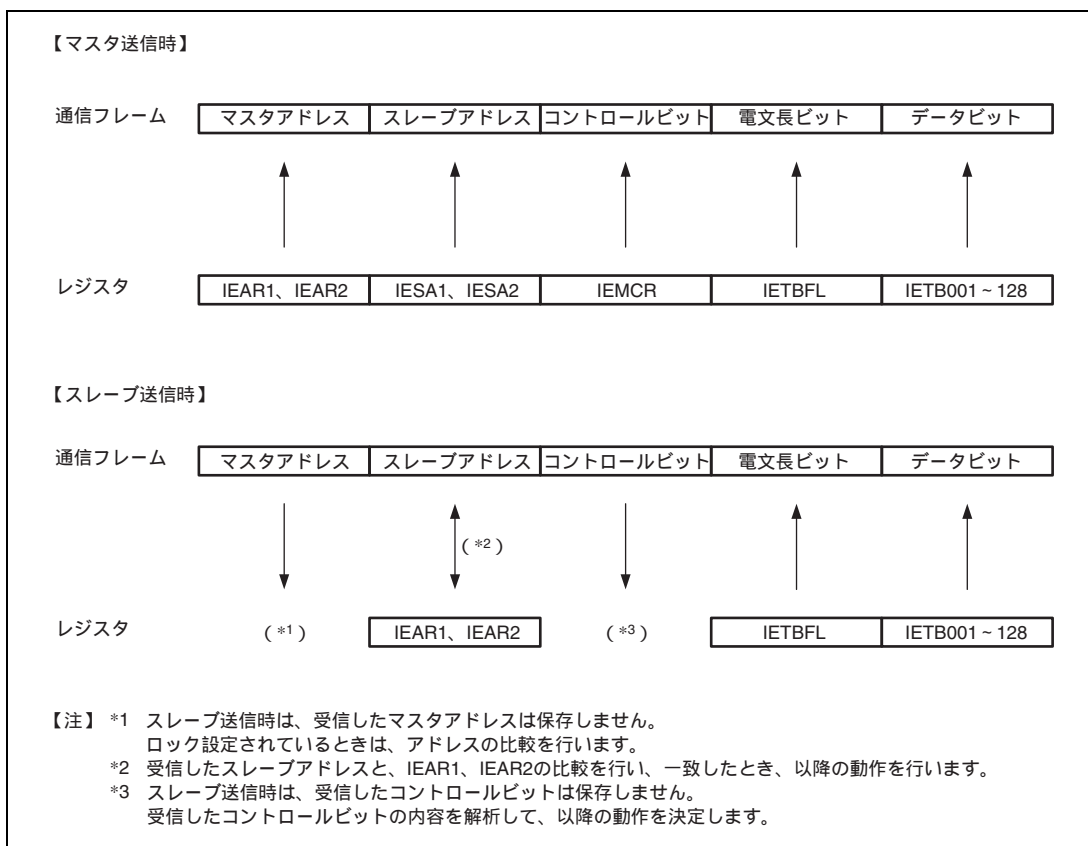 【マスタ送信時】
通信フレーム マスタアドレス スレーブアドレス コントロールビット 電文長ビット データビット
レジスタ IEAR1、IEAR2 IESA1、IESA2 IEMCR IETBFL IETB001~128
【スレーブ送信時】
通信フレーム マスタアドレス スレーブアドレス コントロールビット 電文長ビット データビット
(*2)
レジスタ (*1) IEAR1、IEAR2 (*3) IETBFL IETB001~128
【注】 *1 スレーブ送信時は、受信したマスタアドレスは保存しません。
ロック設定されているときは、アドレスの比較を行います。
*2 受信したスレーブアドレスと、IEAR1、IEAR2の比較を行い、一致したとき、以降の動作を行います。
*3 スレーブ送信時は、受信したコントロールビットは保存しません。
受信したコントロールビットの内容を解析して、以降の動作を決定します。